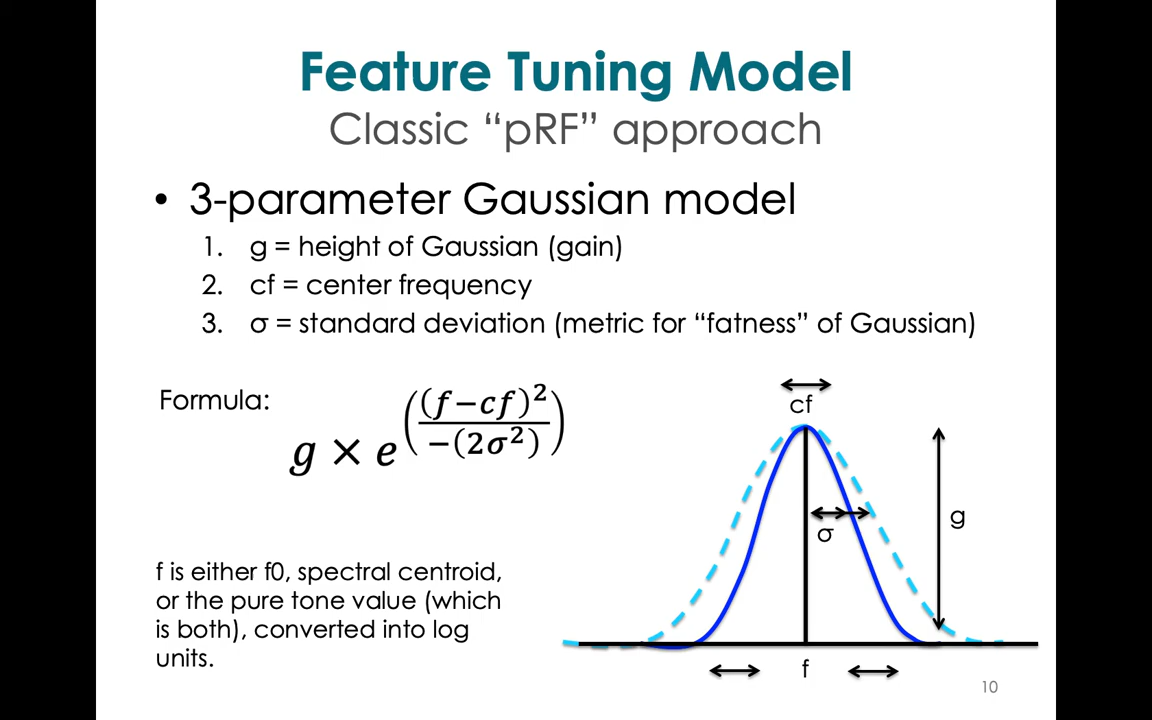 Feature Tuning Model
Classic “pRF” approach
• 3-parameter Gaussian model
1. g = height of Gaussian (gain)
2. cf = center frequency
3. σ = standard deviation (metric for “fatness” of Gaussian)
Formula:
g × e^(((f−cf)²)/(−(2σ²)))
cf
σ
g
f
f is either f0, spectral centroid,
or the pure tone value (which
is both), converted into log
units.
10